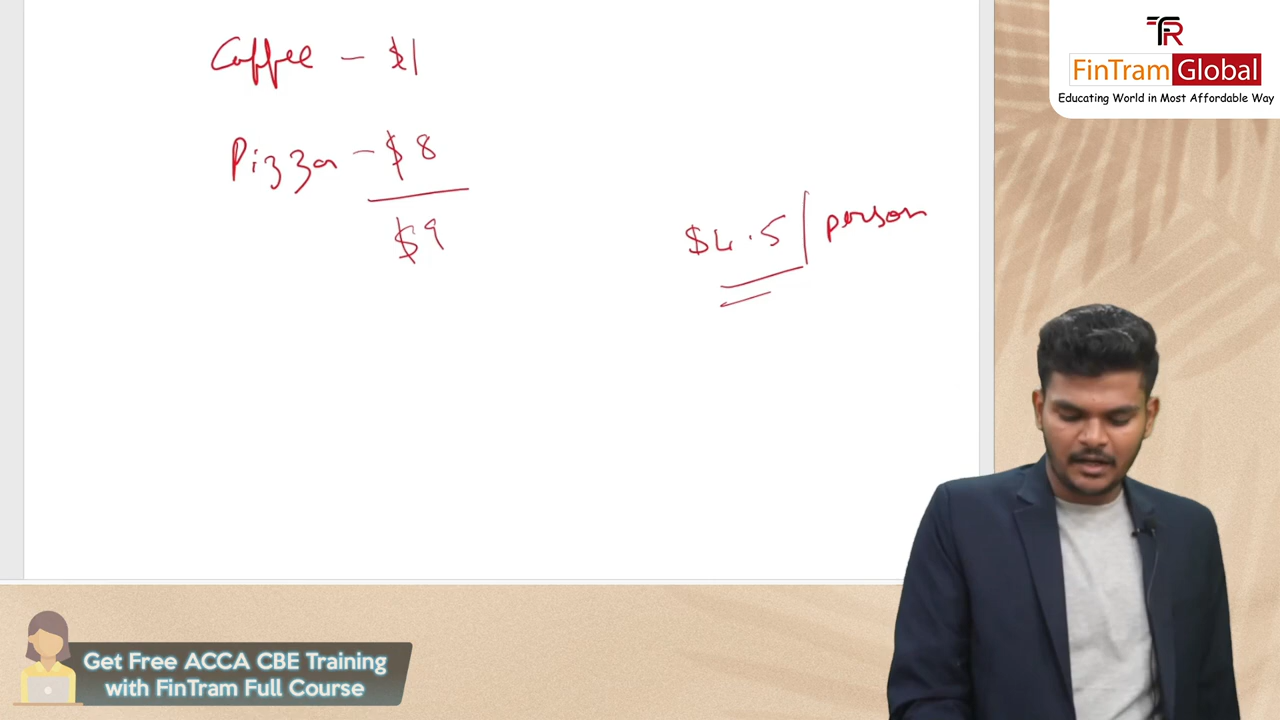 Coffee - $1
Pizza - $8
$9
$4.5 / person
TR
FinTram Global
Educating World in Most Affordable Way
Get Free ACCA CBE Training
with FinTram Full Course